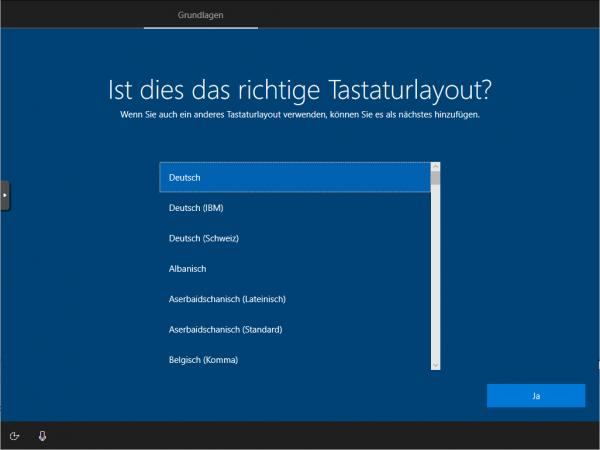 Grundlagen
Ist dies das richtige Tastaturlayout?
Wenn Sie auch ein anderes Tastaturlayout verwenden, können Sie es als nächstes hinzufügen.
Deutsch
Deutsch (IBM)
Deutsch (Schweiz)
Albanisch
Aserbaidschanisch (Lateinisch)
Aserbaidschanisch (Standard)
Belgisch (Komma)
Ja